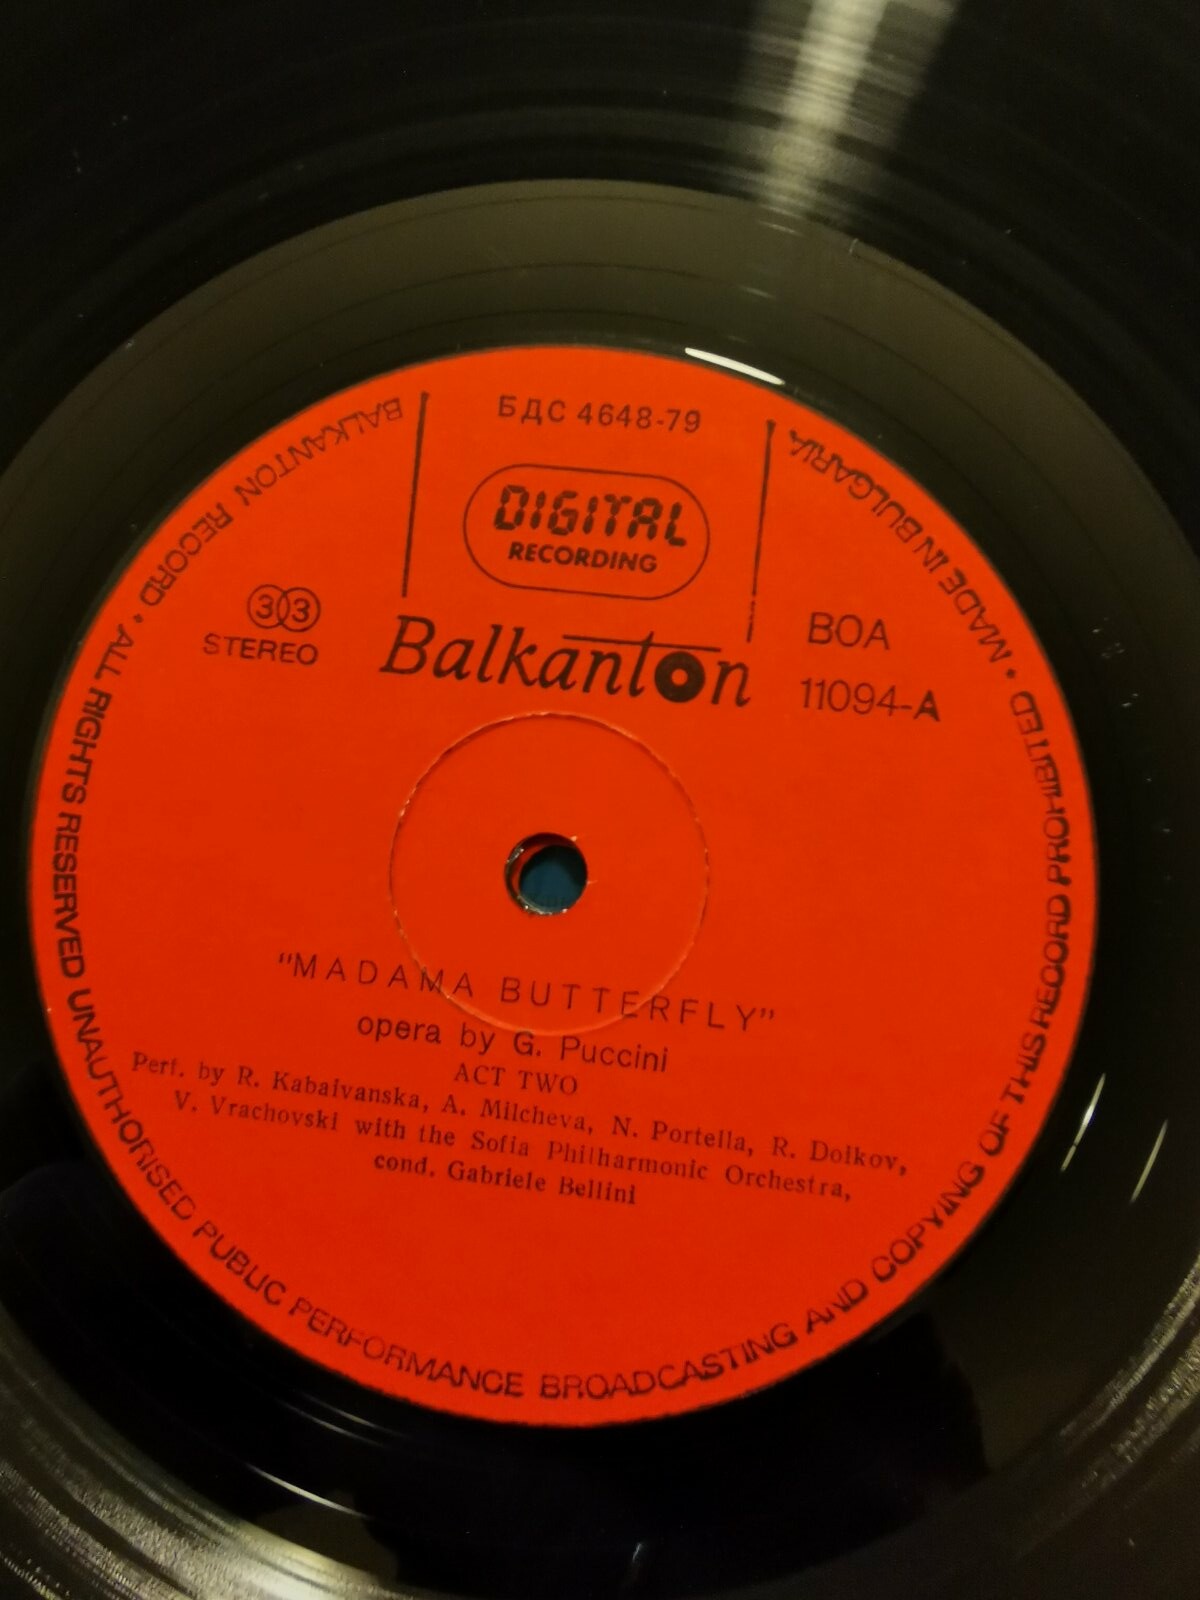 БДС 4648-79
DIGITAL
RECORDING
33
STEREO
Balkanton
BOA
11094-A
"MADAMA BUTTERFLY"
opera by G. Puccini
ACT TWO
Perf. by R. Kabaivanska, A. Milcheva, N. Portella, R. Dolkov,
V. Vrachovski with the Sofia Philharmonic Orchestra,
cond. Gabriele Bellini
BALKANTON RECORD • ALL RIGHTS RESERVED UNAUTHORISED PUBLIC PERFORMANCE BROADCASTING AND COPYING OF THIS RECORD PROHIBITED • MADE IN BULGARIA